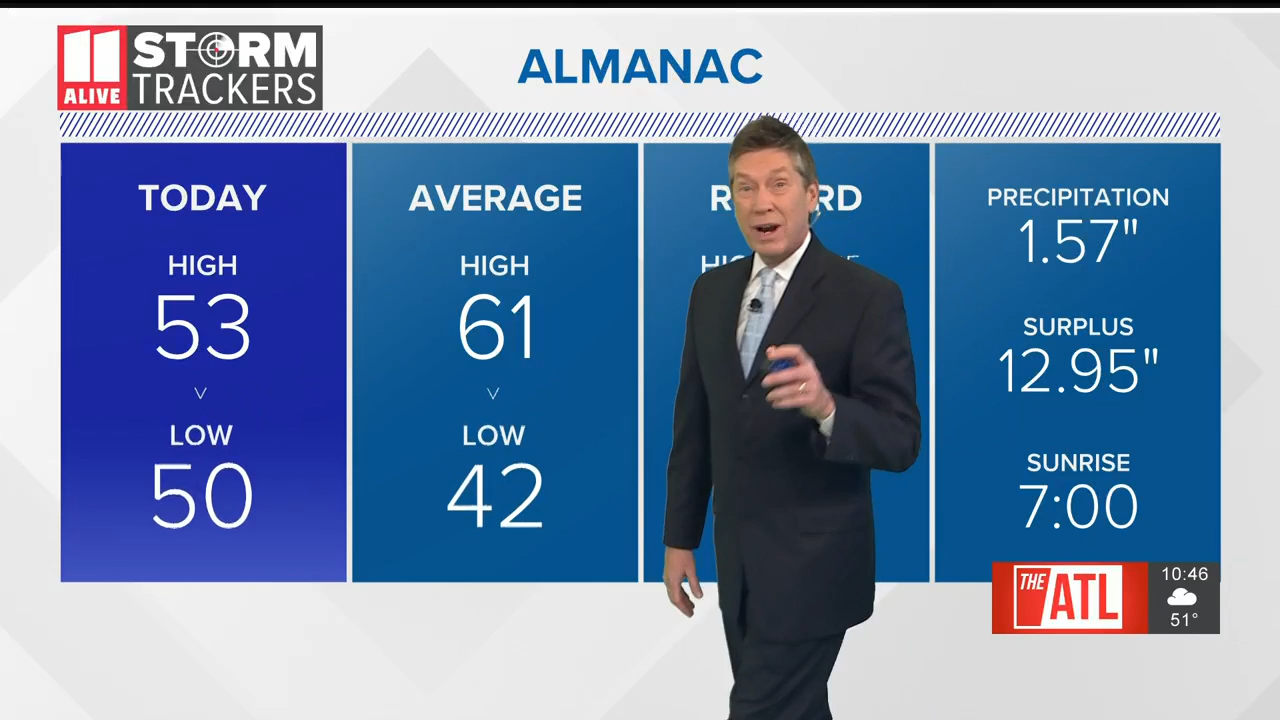 11
ALIVE
STORM
TRACKERS
ALMANAC
TODAY
HIGH
53
LOW
50
AVERAGE
HIGH
61
LOW
42
PRECIPITATION
1.57"
SURPLUS
12.95"
SUNRISE
7:00
THE
ATL
10:46
51°